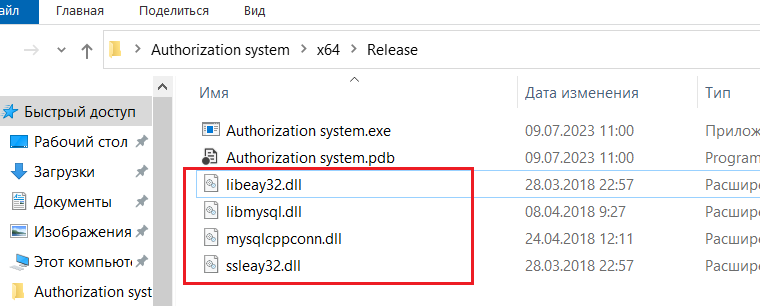 айл Поделиться Вид
Authorization system x64 Release
Имя Дата изменения Тип
Быстрый доступ
Authorization system.exe 09.07.2023 11:00 Прилож
Рабочий стол
Authorization system.pdb 09.07.2023 11:00 Program
Загрузки
libeay32.dll 28.03.2018 22:57 Расшире
Документы
libmysql.dll 08.04.2018 9:27 Расшире
Изображения
mysqlcppconn.dll 24.04.2018 12:11 Расшире
Этот компьют
ssleay32.dll 28.03.2018 22:57 Расшире
Authorization syst